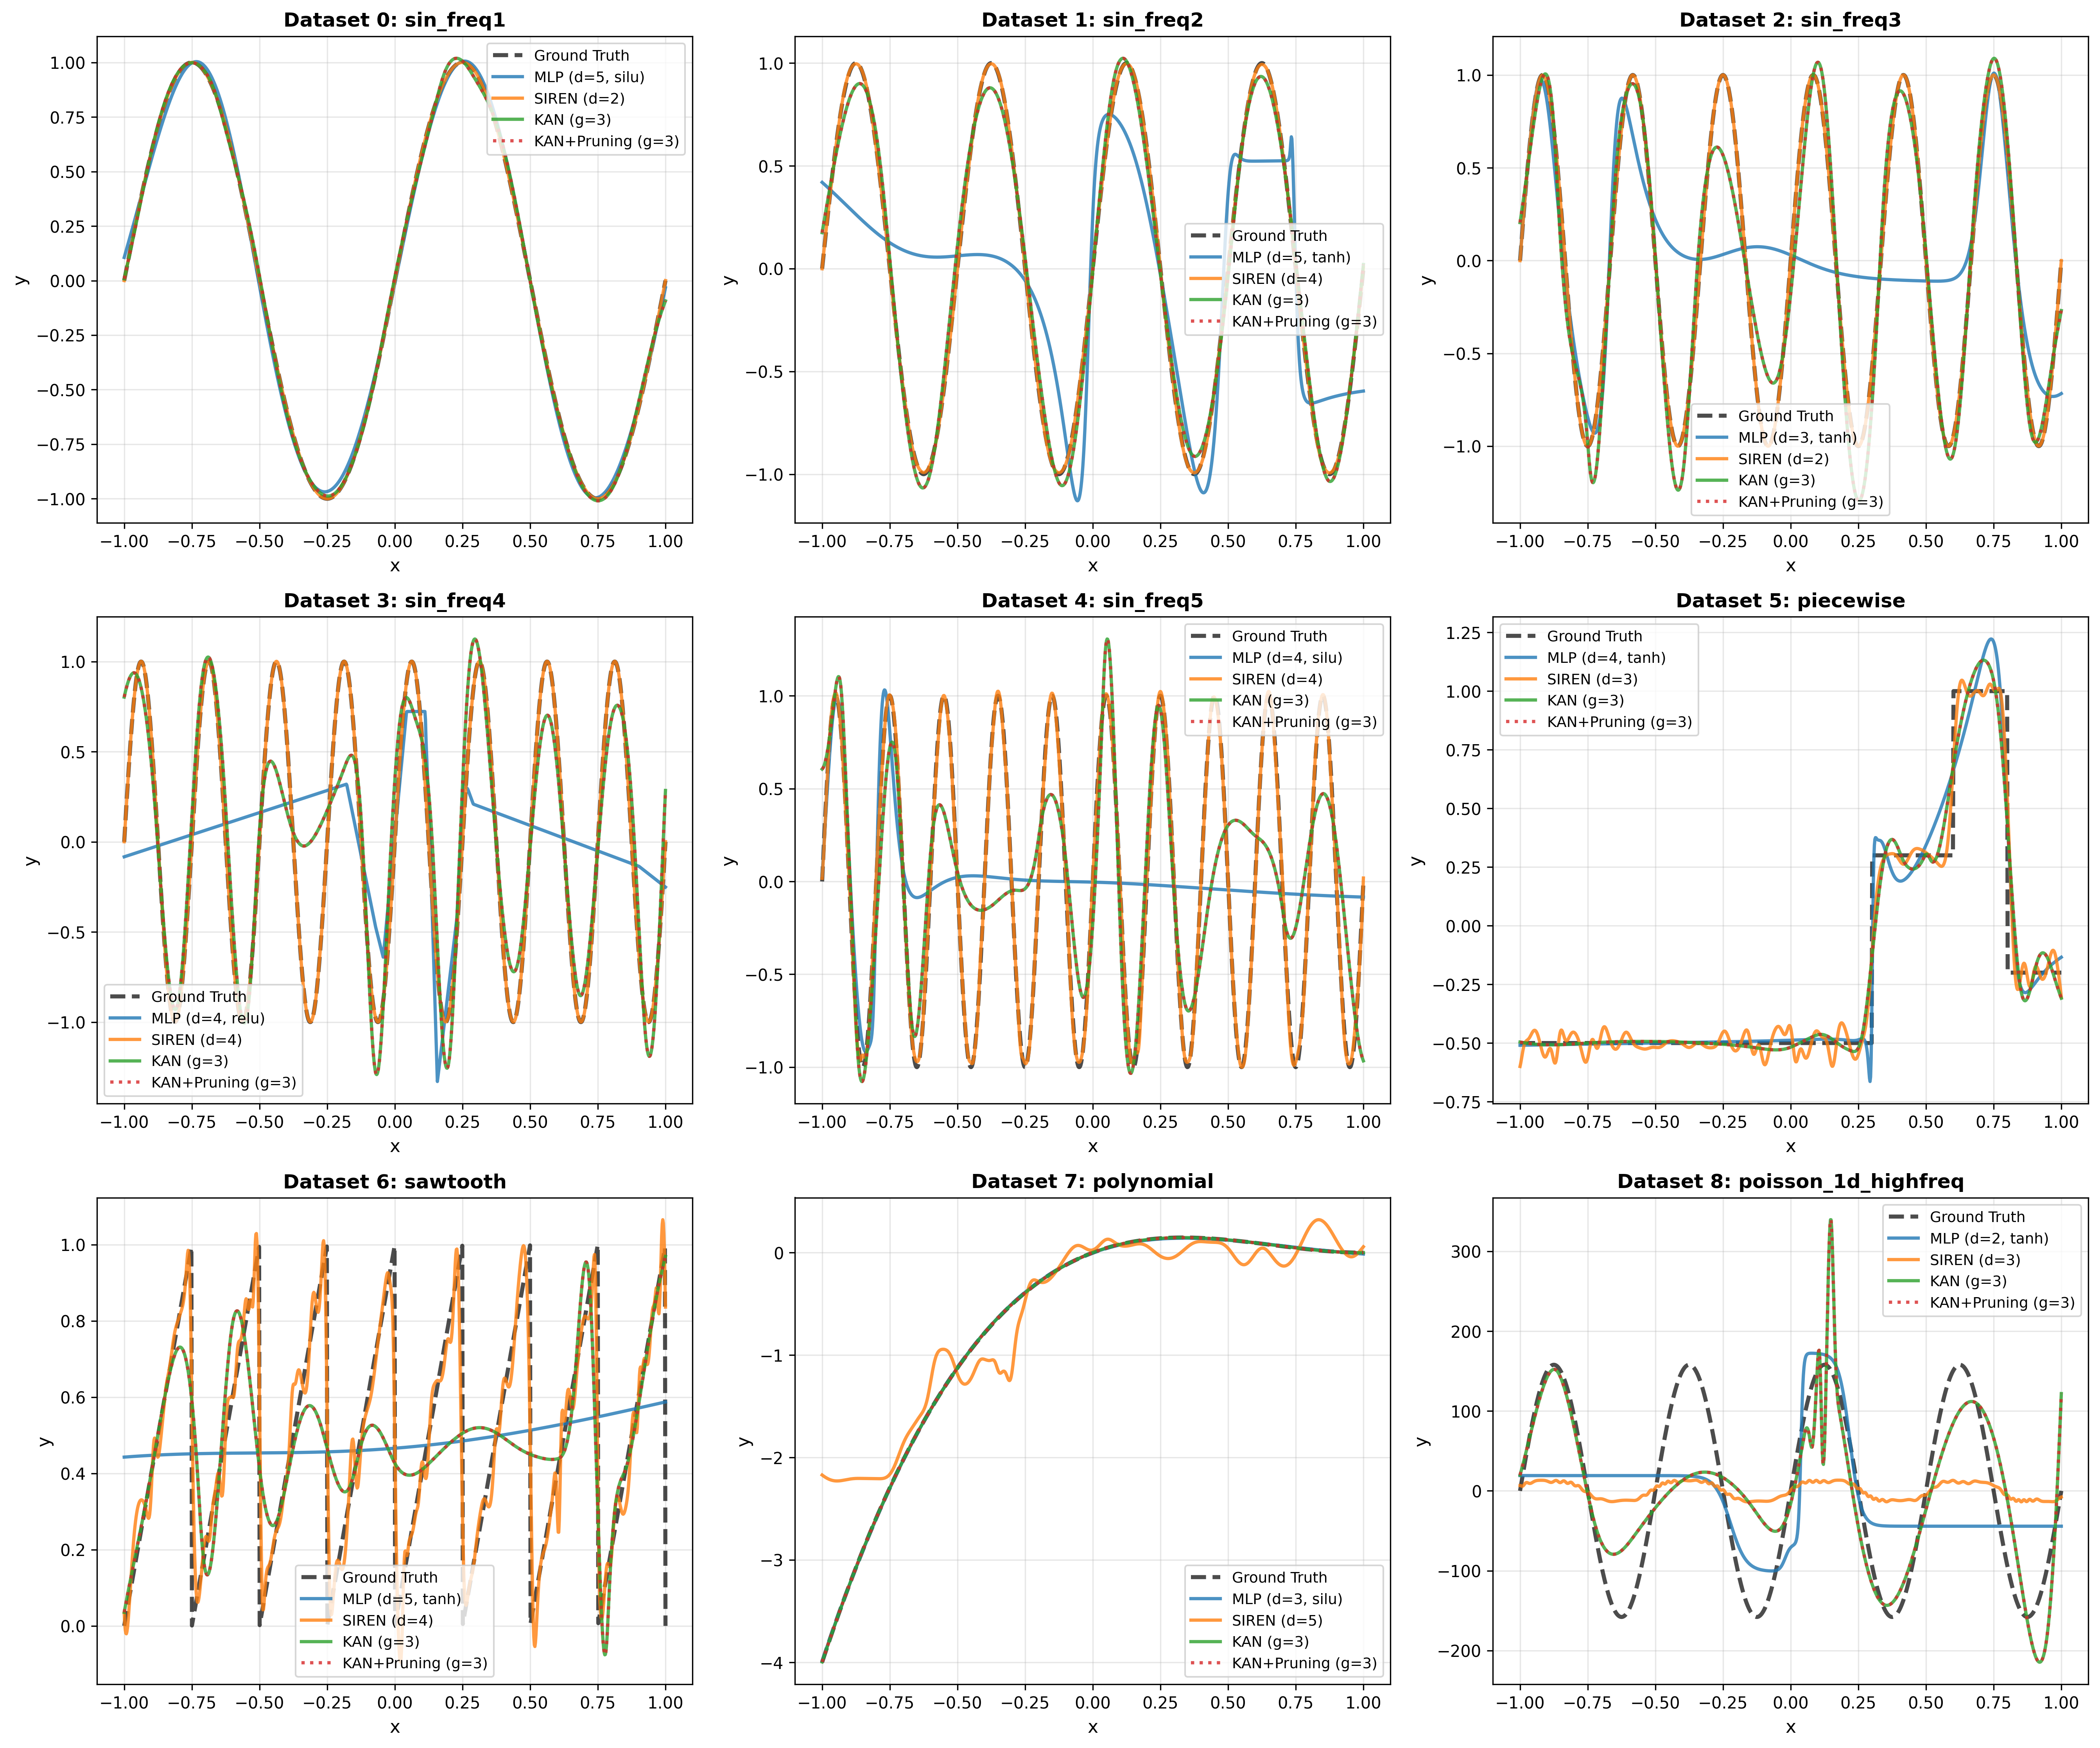 Dataset 0: sin_freq1
y
1.00
0.75
0.50
0.25
0.00
−0.25
−0.50
−0.75
−1.00
Ground Truth
MLP (d=5, silu)
SIREN (d=2)
KAN (g=3)
KAN+Pruning (g=3)
−1.00 −0.75 −0.50 −0.25 0.00 0.25 0.50 0.75 1.00
x
Dataset 1: sin_freq2
y
1.0
0.5
0.0
−0.5
−1.0
Ground Truth
MLP (d=5, tanh)
SIREN (d=4)
KAN (g=3)
KAN+Pruning (g=3)
−1.00 −0.75 −0.50 −0.25 0.00 0.25 0.50 0.75 1.00
x
Dataset 2: sin_freq3
y
1.0
0.5
0.0
−0.5
−1.0
Ground Truth
MLP (d=3, tanh)
SIREN (d=2)
KAN (g=3)
KAN+Pruning (g=3)
−1.00 −0.75 −0.50 −0.25 0.00 0.25 0.50 0.75 1.00
x
Dataset 3: sin_freq4
y
1.0
0.5
0.0
−0.5
−1.0
Ground Truth
MLP (d=4, relu)
SIREN (d=4)
KAN (g=3)
KAN+Pruning (g=3)
−1.00 −0.75 −0.50 −0.25 0.00 0.25 0.50 0.75 1.00
x
Dataset 4: sin_freq5
y
1.0
0.5
0.0
−0.5
−1.0
Ground Truth
MLP (d=4, silu)
SIREN (d=4)
KAN (g=3)
KAN+Pruning (g=3)
−1.00 −0.75 −0.50 −0.25 0.00 0.25 0.50 0.75 1.00
x
Dataset 5: piecewise
y
1.25
1.00
0.75
0.50
0.25
0.00
−0.25
−0.50
−0.75
Ground Truth
MLP (d=4, tanh)
SIREN (d=3)
KAN (g=3)
KAN+Pruning (g=3)
−1.00 −0.75 −0.50 −0.25 0.00 0.25 0.50 0.75 1.00
x
Dataset 6: sawtooth
y
1.0
0.8
0.6
0.4
0.2
0.0
Ground Truth
MLP (d=5, tanh)
SIREN (d=4)
KAN (g=3)
KAN+Pruning (g=3)
−1.00 −0.75 −0.50 −0.25 0.00 0.25 0.50 0.75 1.00
x
Dataset 7: polynomial
y
0
−1
−2
−3
−4
Ground Truth
MLP (d=3, silu)
SIREN (d=5)
KAN (g=3)
KAN+Pruning (g=3)
−1.00 −0.75 −0.50 −0.25 0.00 0.25 0.50 0.75 1.00
x
Dataset 8: poisson_1d_highfreq
y
300
200
100
0
−100
−200
Ground Truth
MLP (d=2, tanh)
SIREN (d=3)
KAN (g=3)
KAN+Pruning (g=3)
−1.00 −0.75 −0.50 −0.25 0.00 0.25 0.50 0.75 1.00
x